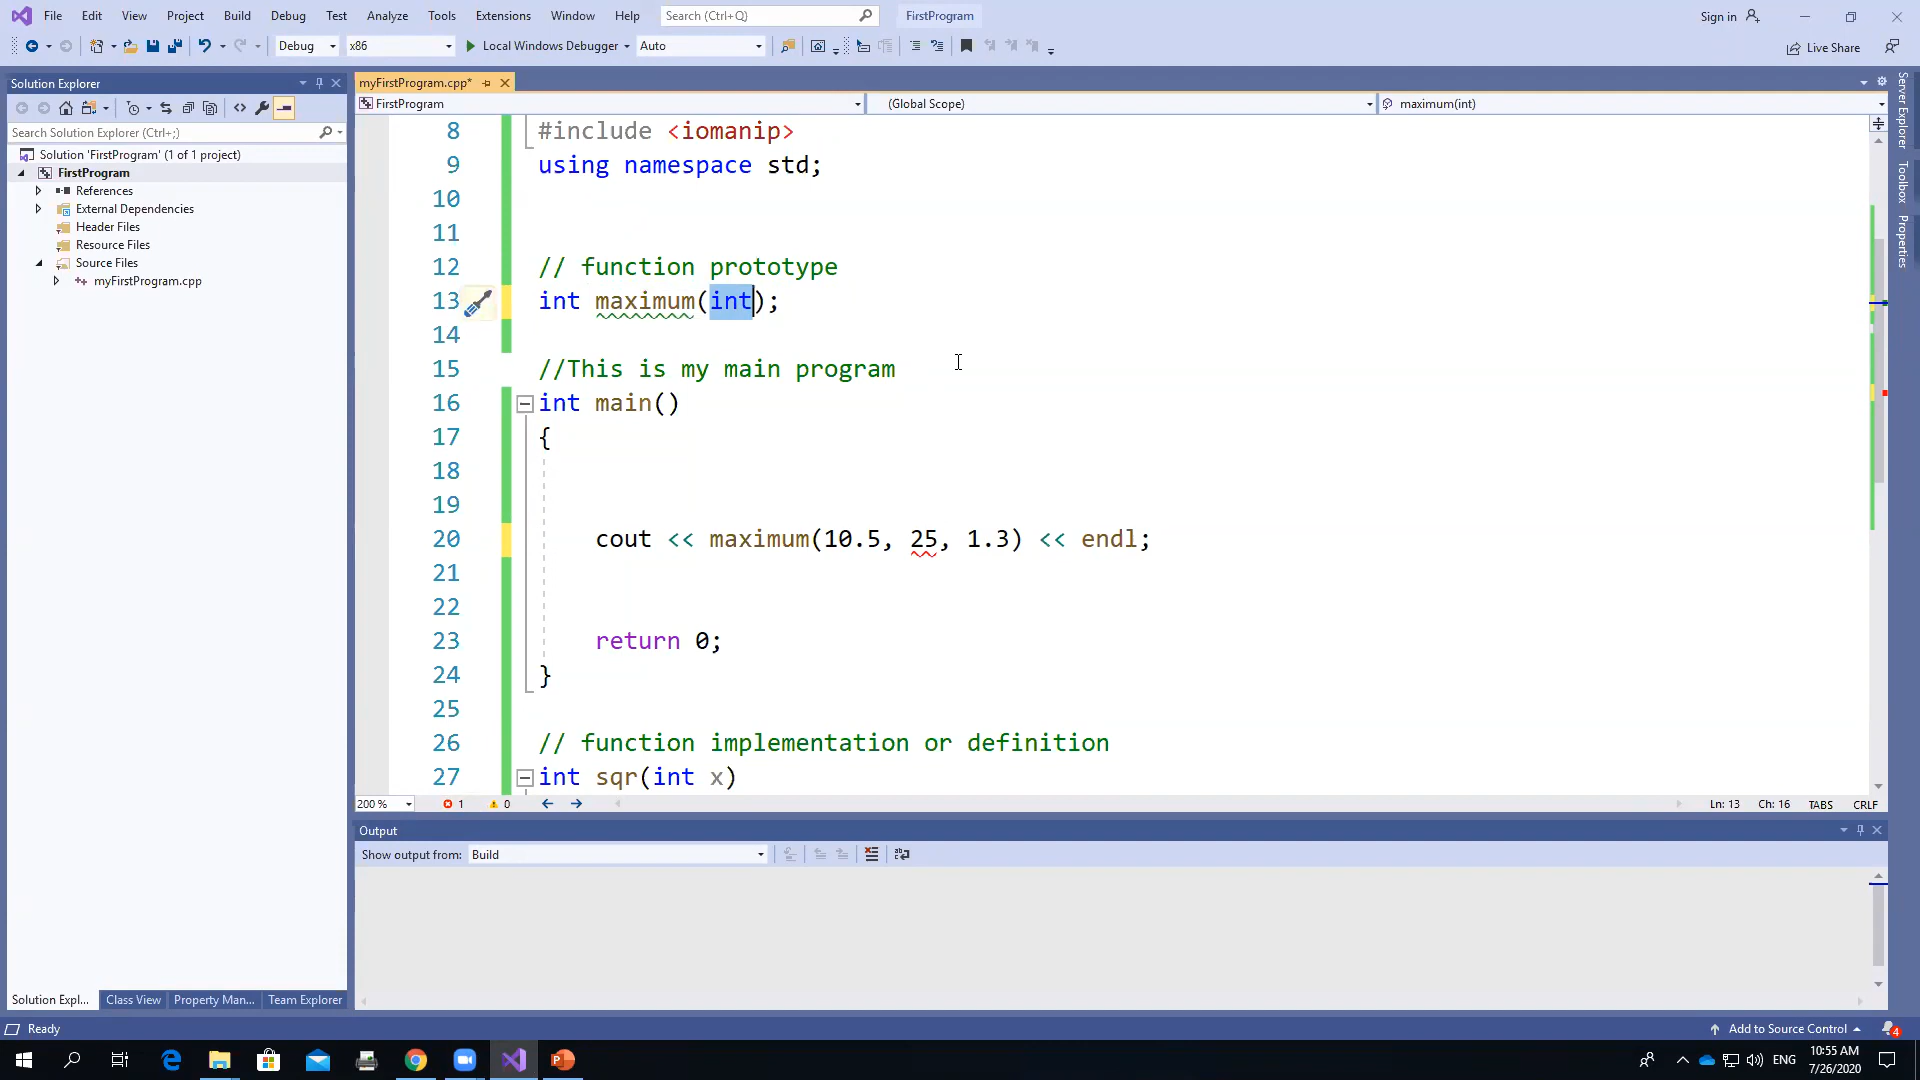 File Edit View Project Build Debug Test Analyze Tools Extensions Window Help Search (Ctrl+Q) FirstProgram Sign in
Debug x86 Local Windows Debugger Auto Live Share
Solution Explorer
Search Solution Explorer (Ctrl+;)
Solution 'FirstProgram' (1 of 1 project)
FirstProgram
References
External Dependencies
Header Files
Resource Files
Source Files
myFirstProgram.cpp
Solution Expl... Class View Property Man... Team Explorer
myFirstProgram.cpp*
FirstProgram (Global Scope) maximum(int)
8 #include <iomanip>
9 using namespace std;
10
11
12 // function prototype
13 int maximum(int);
14
15 //This is my main program
16 int main()
17 {
18
19
20 cout << maximum(10.5, 25, 1.3) << endl;
21
22
23 return 0;
24 }
25
26 // function implementation or definition
27 int sqr(int x)
200 % 1 0 Ln: 13 Ch: 16 TABS CRLF
Output
Show output from: Build
Server Explorer
Toolbox
Properties
Ready Add to Source Control 4
ENG 10:55 AM
7/26/2020